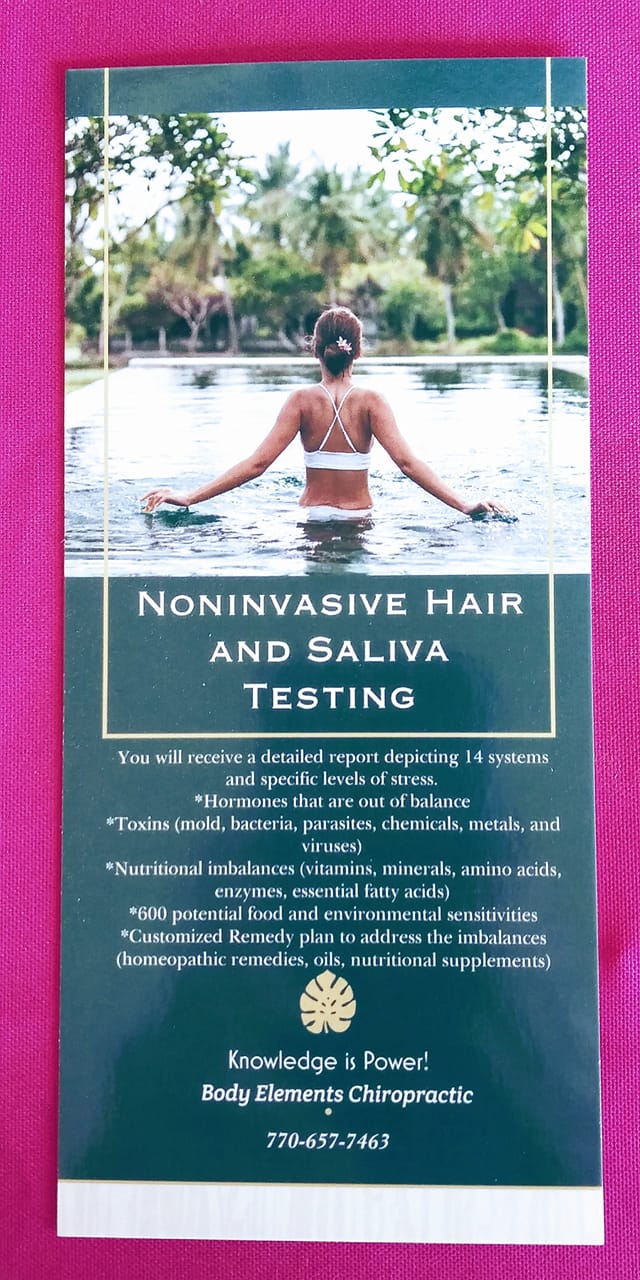 Noninvasive Hair
and Saliva
Testing
You will receive a detailed report depicting 14 systems
and specific levels of stress.
*Hormones that are out of balance
*Toxins (mold, bacteria, parasites, chemicals, metals, and
viruses)
*Nutritional imbalances (vitamins, minerals, amino acids,
enzymes, essential fatty acids)
*600 potential food and environmental sensitivities
*Customized Remedy plan to address the imbalances
(homeopathic remedies, oils, nutritional supplements)
Knowledge is Power!
Body Elements Chiropractic
770-657-7463